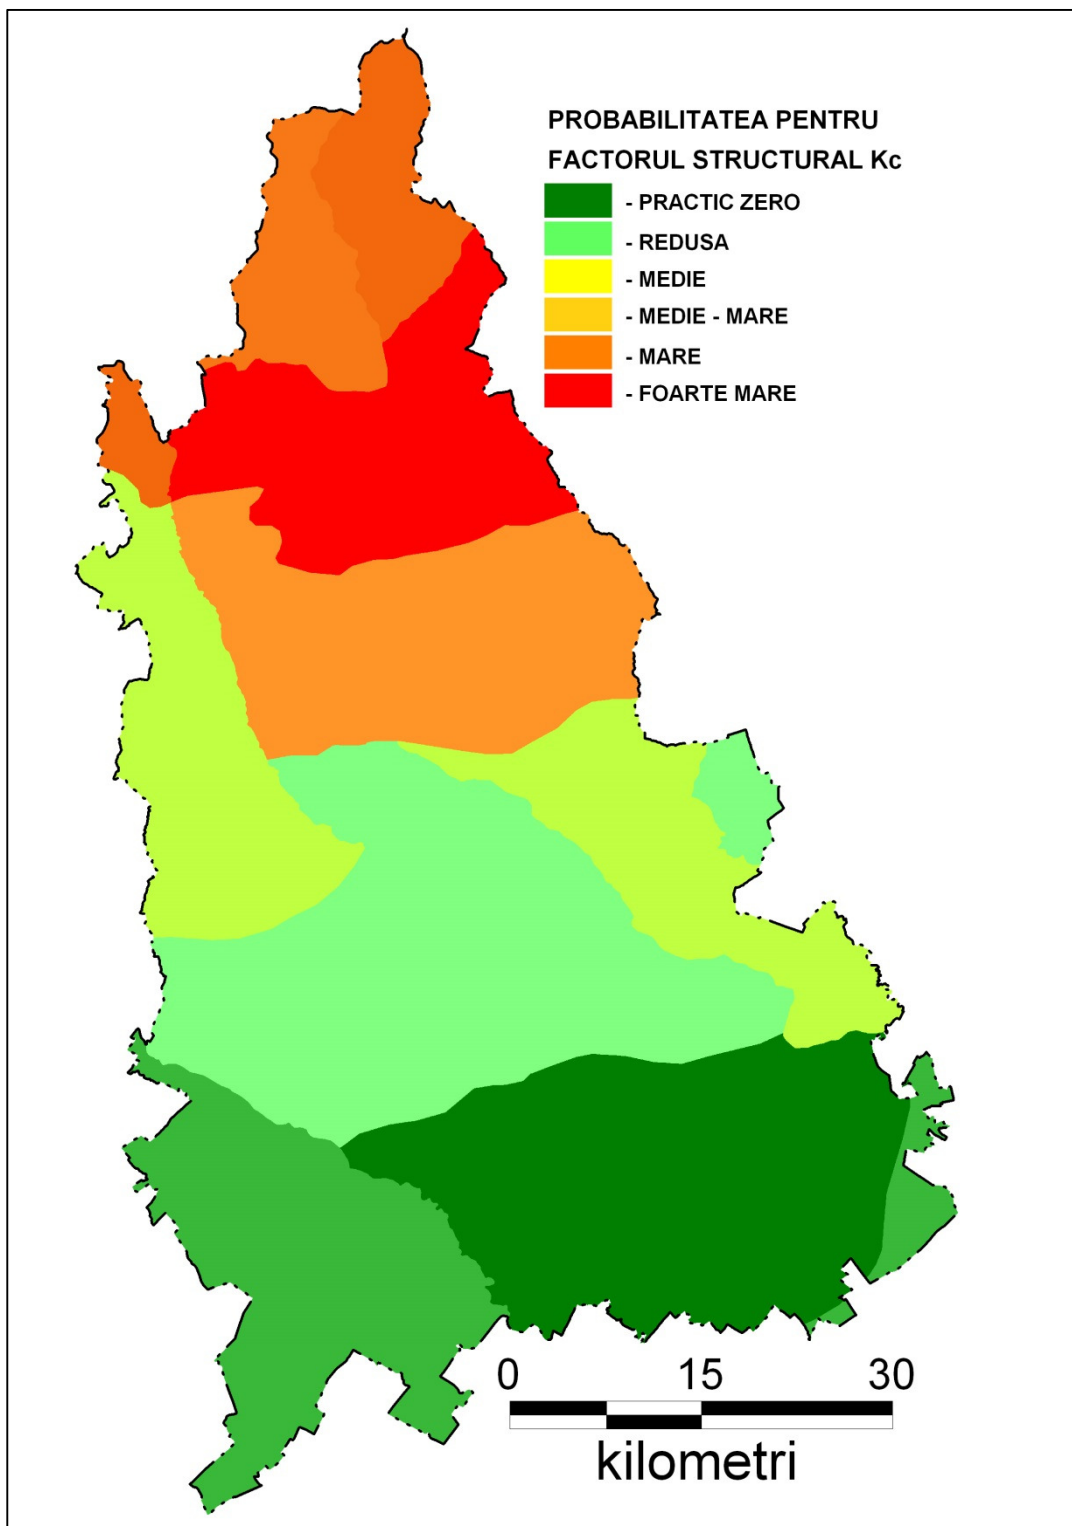 PROBABILITATEA PENTRU
FACTORUL STRUCTURAL Kc
- PRACTIC ZERO
- REDUSA
- MEDIE
- MEDIE - MARE
- MARE
- FOARTE MARE
0 15 30
kilometri